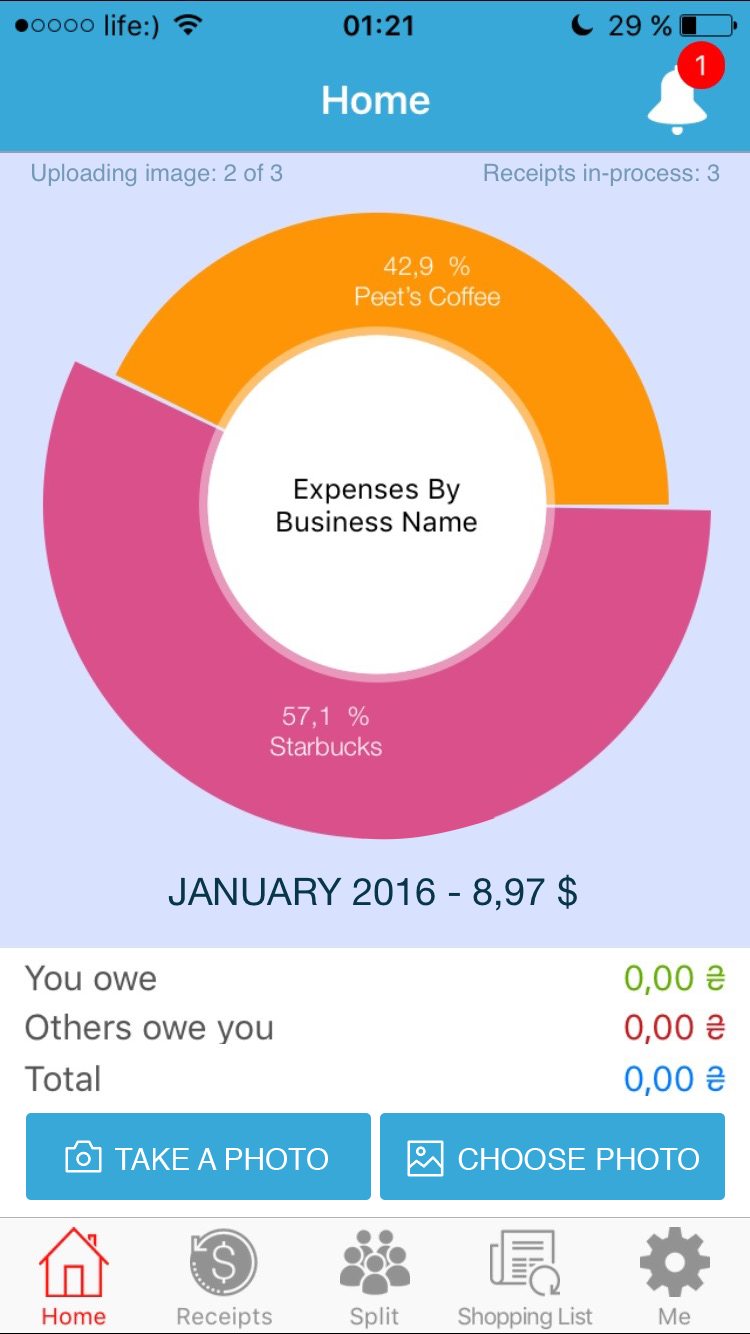 life:)
01:21
29 %
Home
1
Uploading image: 2 of 3
Receipts in-process: 3
42,9 %
Peet's Coffee
Expenses By
Business Name
57,1 %
Starbucks
JANUARY 2016 - 8,97 $
You owe 0,00 ₴
Others owe you 0,00 ₴
Total 0,00 ₴
TAKE A PHOTO
CHOOSE PHOTO
Home
Receipts
Split
Shopping List
Me